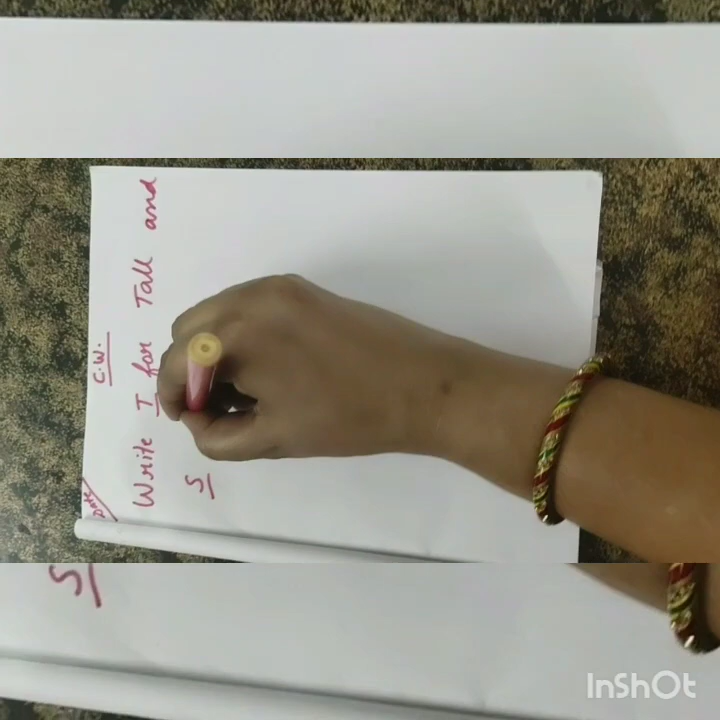 Date
C.W.
Write T for Tall and
S
S
InShOt